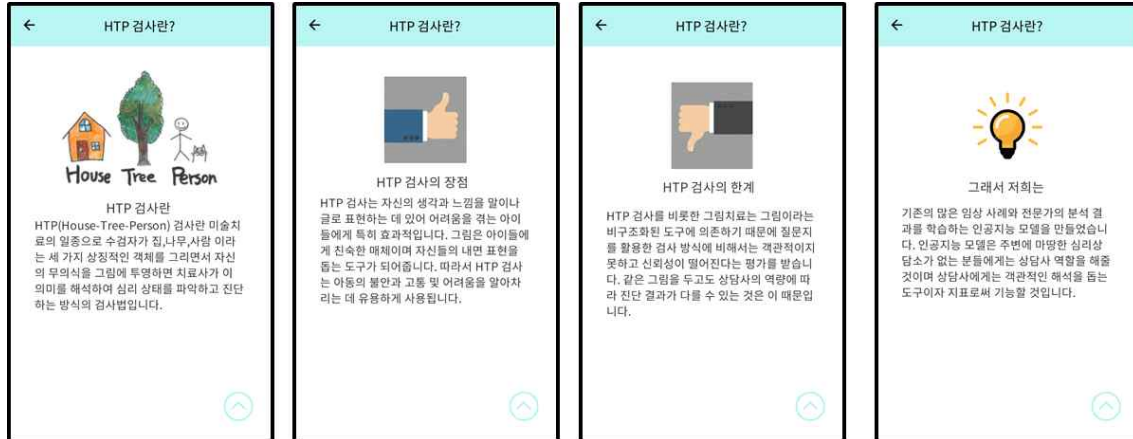 HTP 검사란?
House Tree Person
HTP 검사란
HTP(House-Tree-Person) 검사란 미술치
료의 일종으로 수검자가 집,나무,사람 이라
는 세 가지 상징적인 객체를 그리면서 자신
의 무의식을 그림에 투영하면 치료사가 이
의미를 해석하여 심리 상태를 파악하고 진단
하는 방식의 검사법입니다.
HTP 검사란?
HTP 검사의 장점
HTP 검사는 자신의 생각과 느낌을 말이나
글로 표현하는 데 있어 어려움을 겪는 아이
들에게 특히 효과적입니다. 그림은 아이들에
게 친숙한 매체이며 자신들의 내면 표현을
돕는 도구가 되어줍니다. 따라서 HTP 검사
는 아동의 불안과 고통 및 어려움을 알아차
리는 데 유용하게 사용됩니다.
HTP 검사란?
HTP 검사의 한계
HTP 검사를 비롯한 그림치료는 그림이라는
비구조화된 도구에 의존하기 때문에 질문지
를 활용한 검사 방식에 비해서는 객관적이지
못하고 신뢰성이 떨어진다는 평가를 받습니
다. 같은 그림을 두고도 상담사의 역량에 따
라 진단 결과가 다를 수 있는 것은 이 때문입
니다.
HTP 검사란?
그래서 저희는
기존의 많은 임상 사례와 전문가의 분석 결
과를 학습하는 인공지능 모델을 만들었습니
다. 인공지능 모델은 주변에 마땅한 심리상
담소가 없는 분들에게는 상담사 역할을 해줄
것이며 상담사에게는 객관적인 해석을 돕는
도구이자 지표로써 기능할 것입니다.